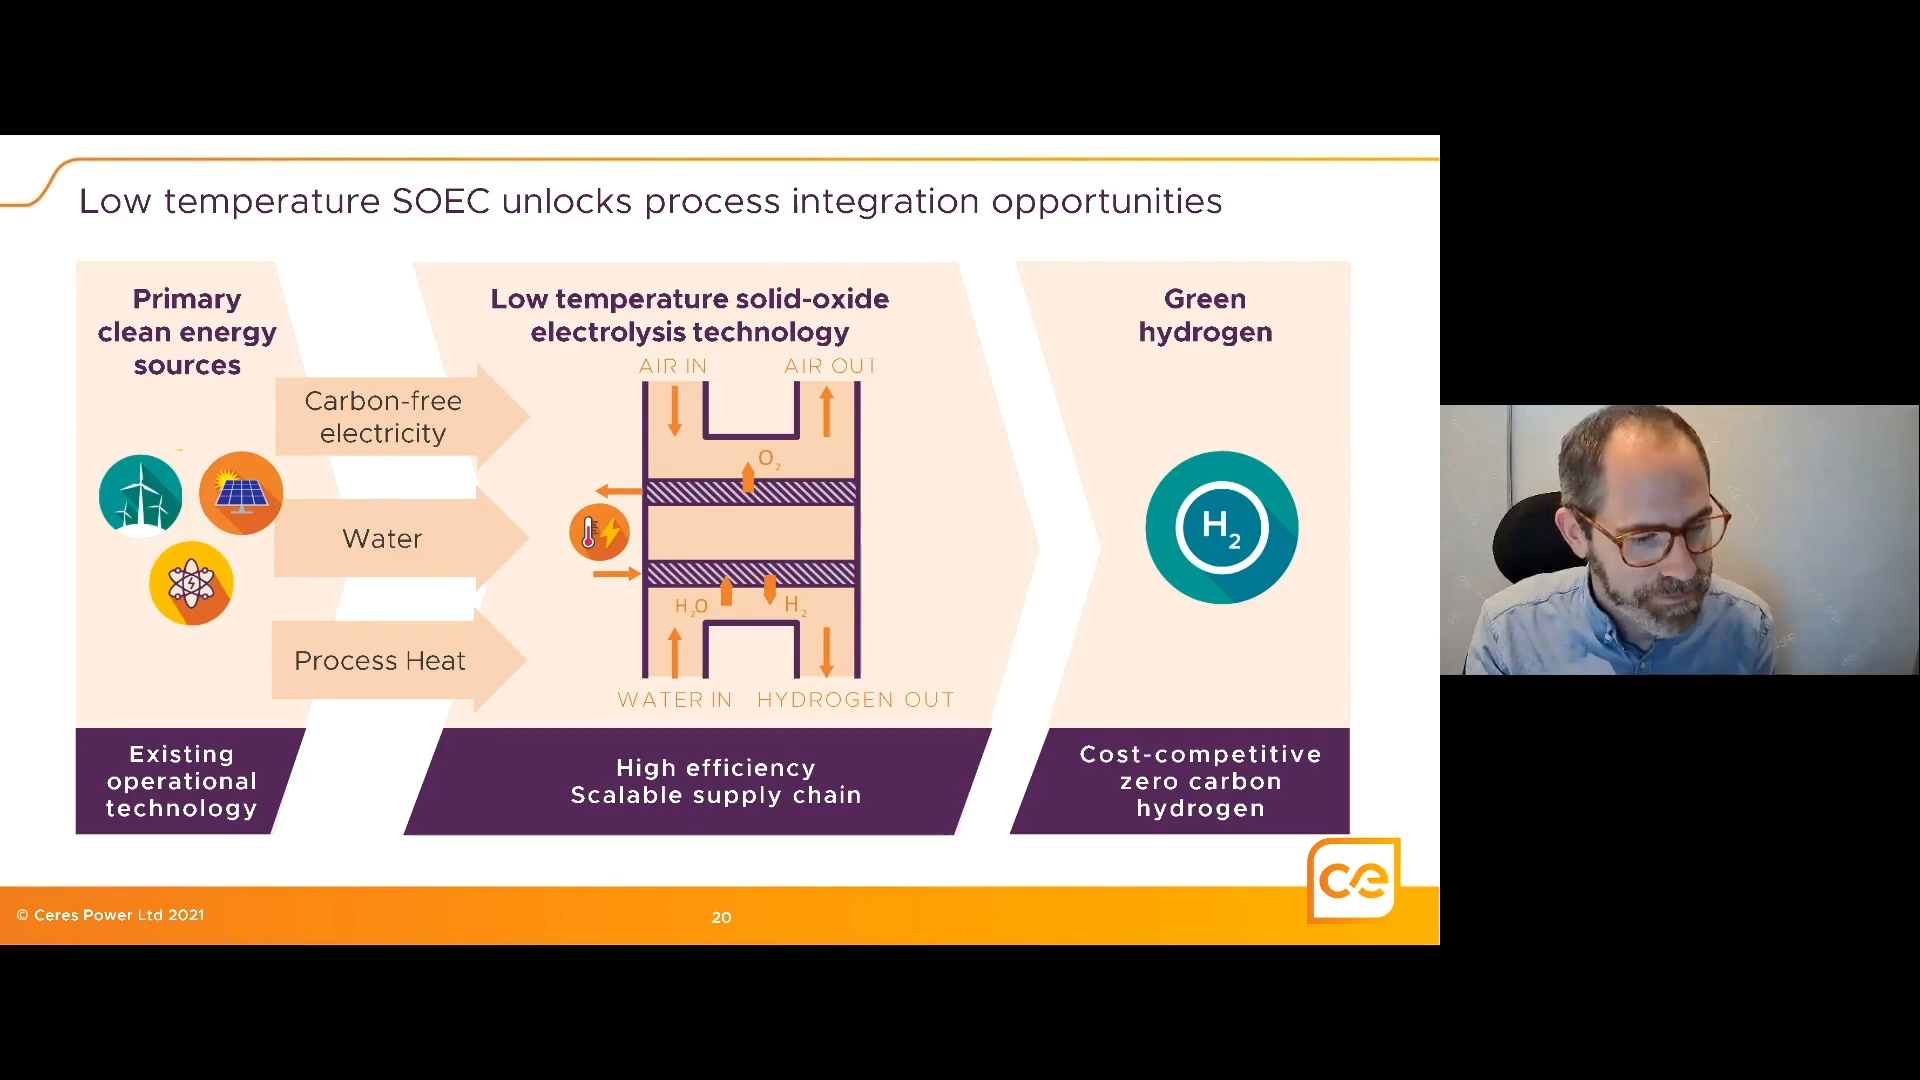 Low temperature SOEC unlocks process integration opportunities
Primary
clean energy
sources
Carbon-free
electricity
Water
Process Heat
Existing
operational
technology
Low temperature solid-oxide
electrolysis technology
AIR IN
AIR OUT
O₂
H₂O
H₂
WATER IN
HYDROGEN OUT
High efficiency
Scalable supply chain
Green
hydrogen
H₂
Cost-competitive
zero carbon
hydrogen
ce
© Ceres Power Ltd 2021
20